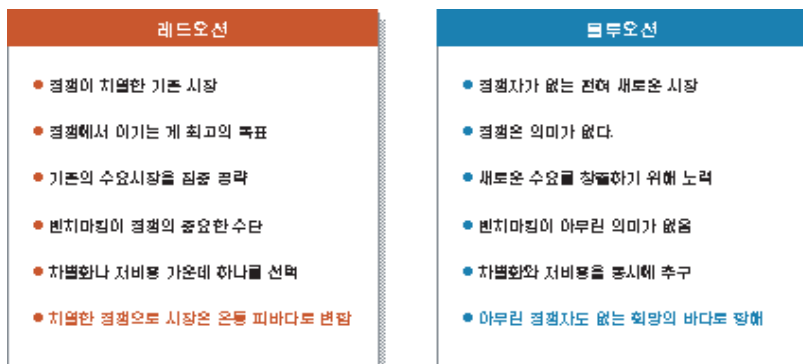 레드오션
경쟁이 치열한 기존 시장
경쟁에서 이기는 게 최고의 목표
기존의 수요시장을 집중 공략
벤치마킹이 경쟁의 중요한 수단
차별화나 저비용 가운데 하나를 선택
치열한 경쟁으로 시장은 온통 피바다로 변함
블루오션
경쟁자가 없는 전혀 새로운 시장
경쟁은 의미가 없다.
새로운 수요를 창출하기 위해 노력
벤치마킹이 아무런 의미가 없음
차별화와 저비용을 동시에 추구
아무런 경쟁자도 없는 희망의 바다로 항해